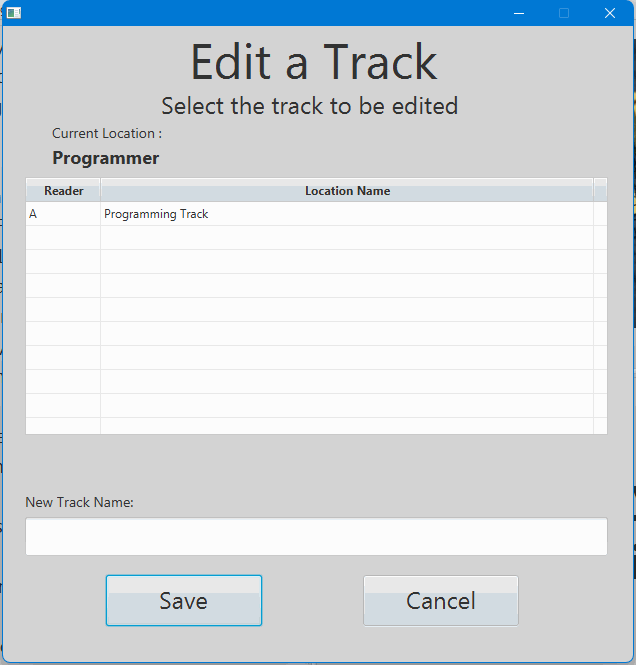 Edit a Track
Select the track to be edited
Current Location :
Programmer
Reader Location Name
A Programming Track
New Track Name:
Save Cancel